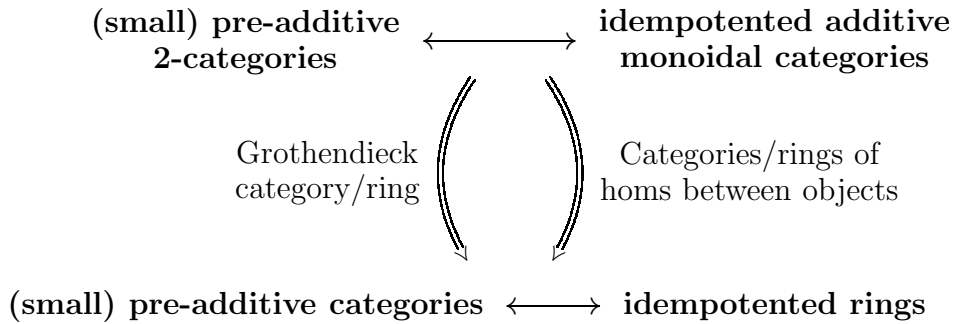 (small) pre-additive
2-categories
idempotented additive
monoidal categories
Grothendieck
category/ring
Categories/rings of
homs between objects
(small) pre-additive categories
idempotented rings